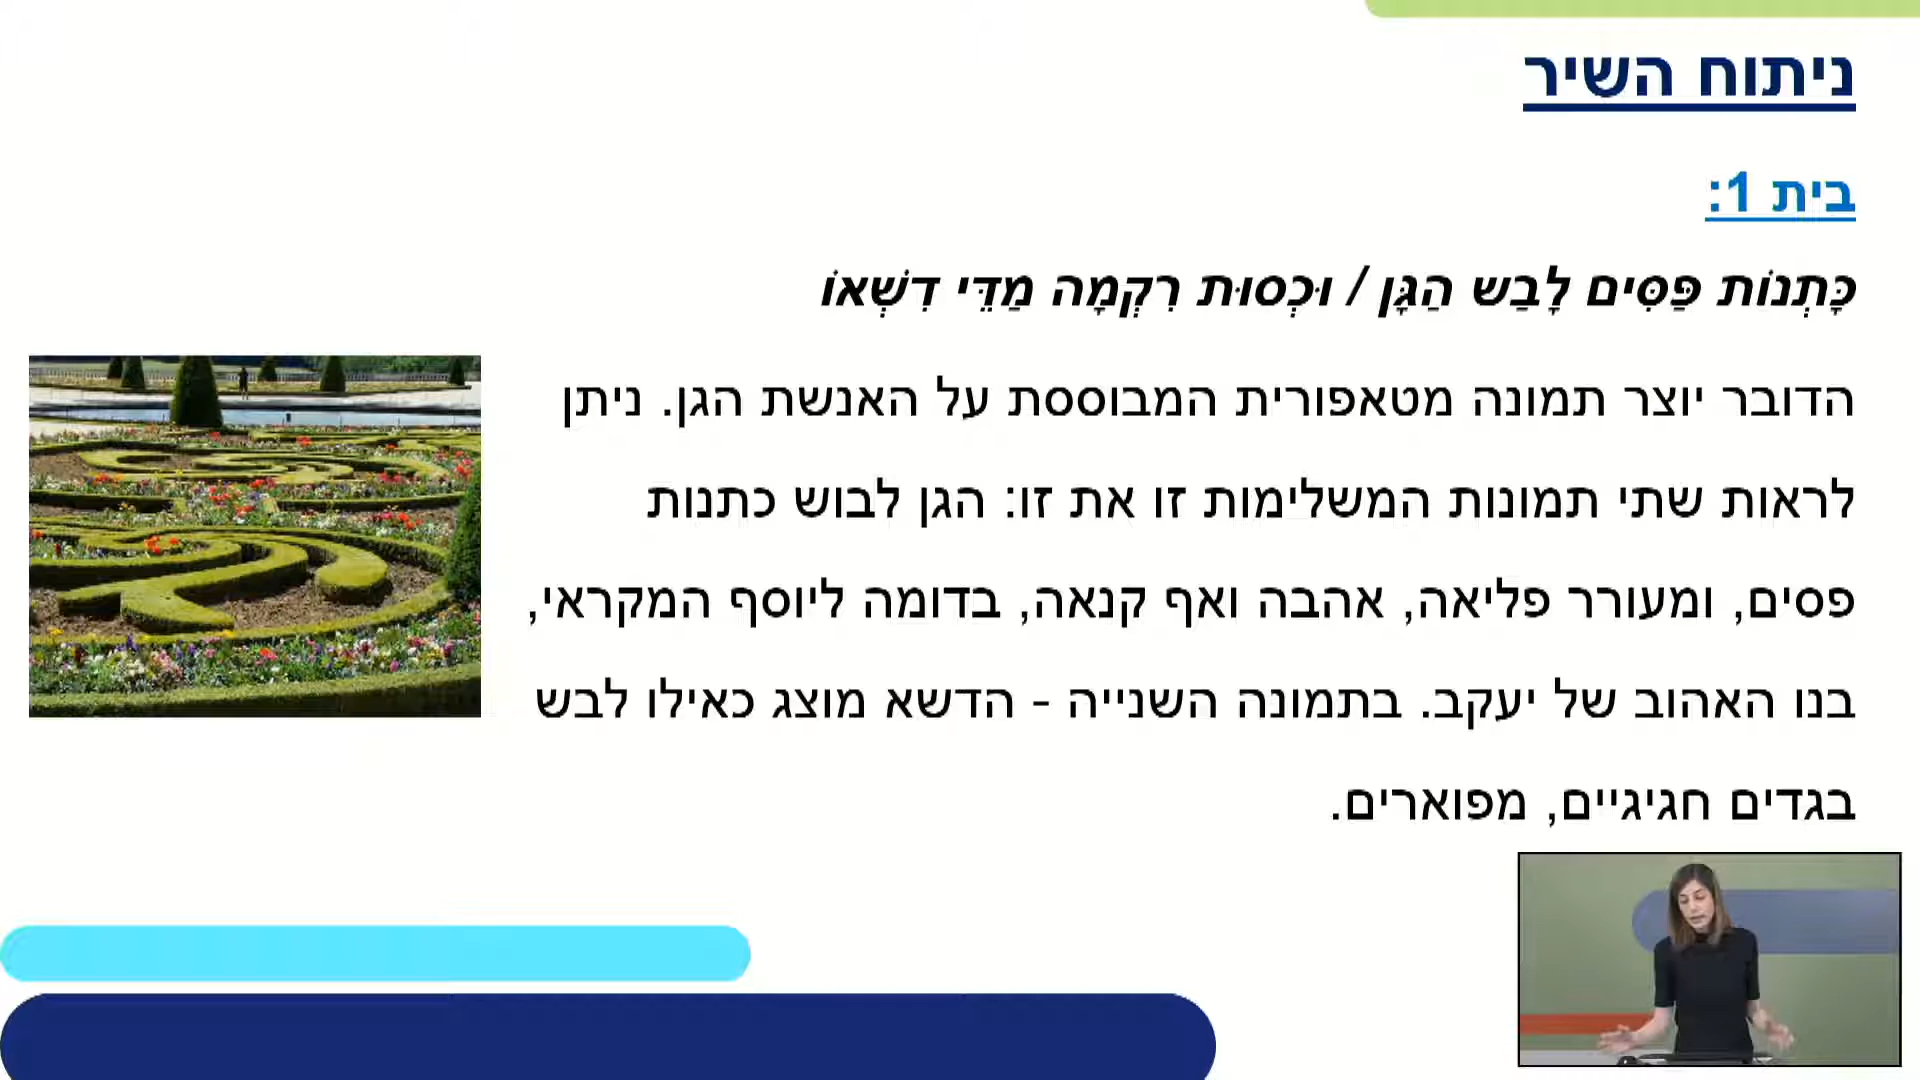 ניתוח השיר
בית 1:
כָּתְנוֹת פַּסִּים לָבַש הַגָּן / וּכְסוּת רִקְמָה מַדֵּי דִשְׁאוֹ
הדובר יוצר תמונה מטאפורית המבוססת על האנשת הגן. ניתן
לראות שתי תמונות המשלימות זו את זו: הגן לבוש כתנות
פסים, ומעורר פליאה, אהבה ואף קנאה, בדומה ליוסף המקראי,
בנו האהוב של יעקב. בתמונה השנייה - הדשא מוצג כאילו לבש
בגדים חגיגיים, מפוארים.